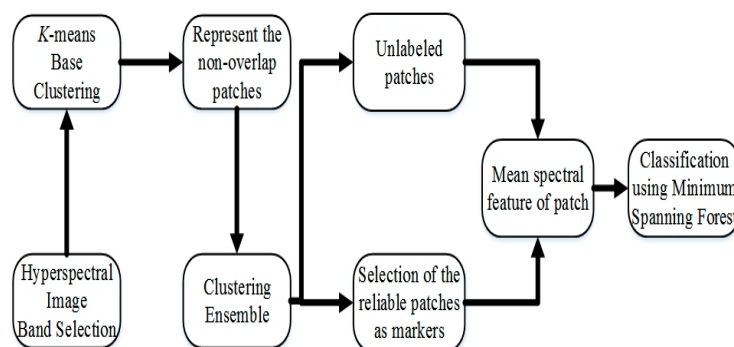 K-means
Base
Clustering
Represent the
non-overlap
patches
Unlabeled
patches
Mean spectral
feature of patch
Classification
using Minimum
Spanning Forest
Hyperspectral
Image
Band Selection
Clustering
Ensemble
Selection of the
reliable patches
as markers